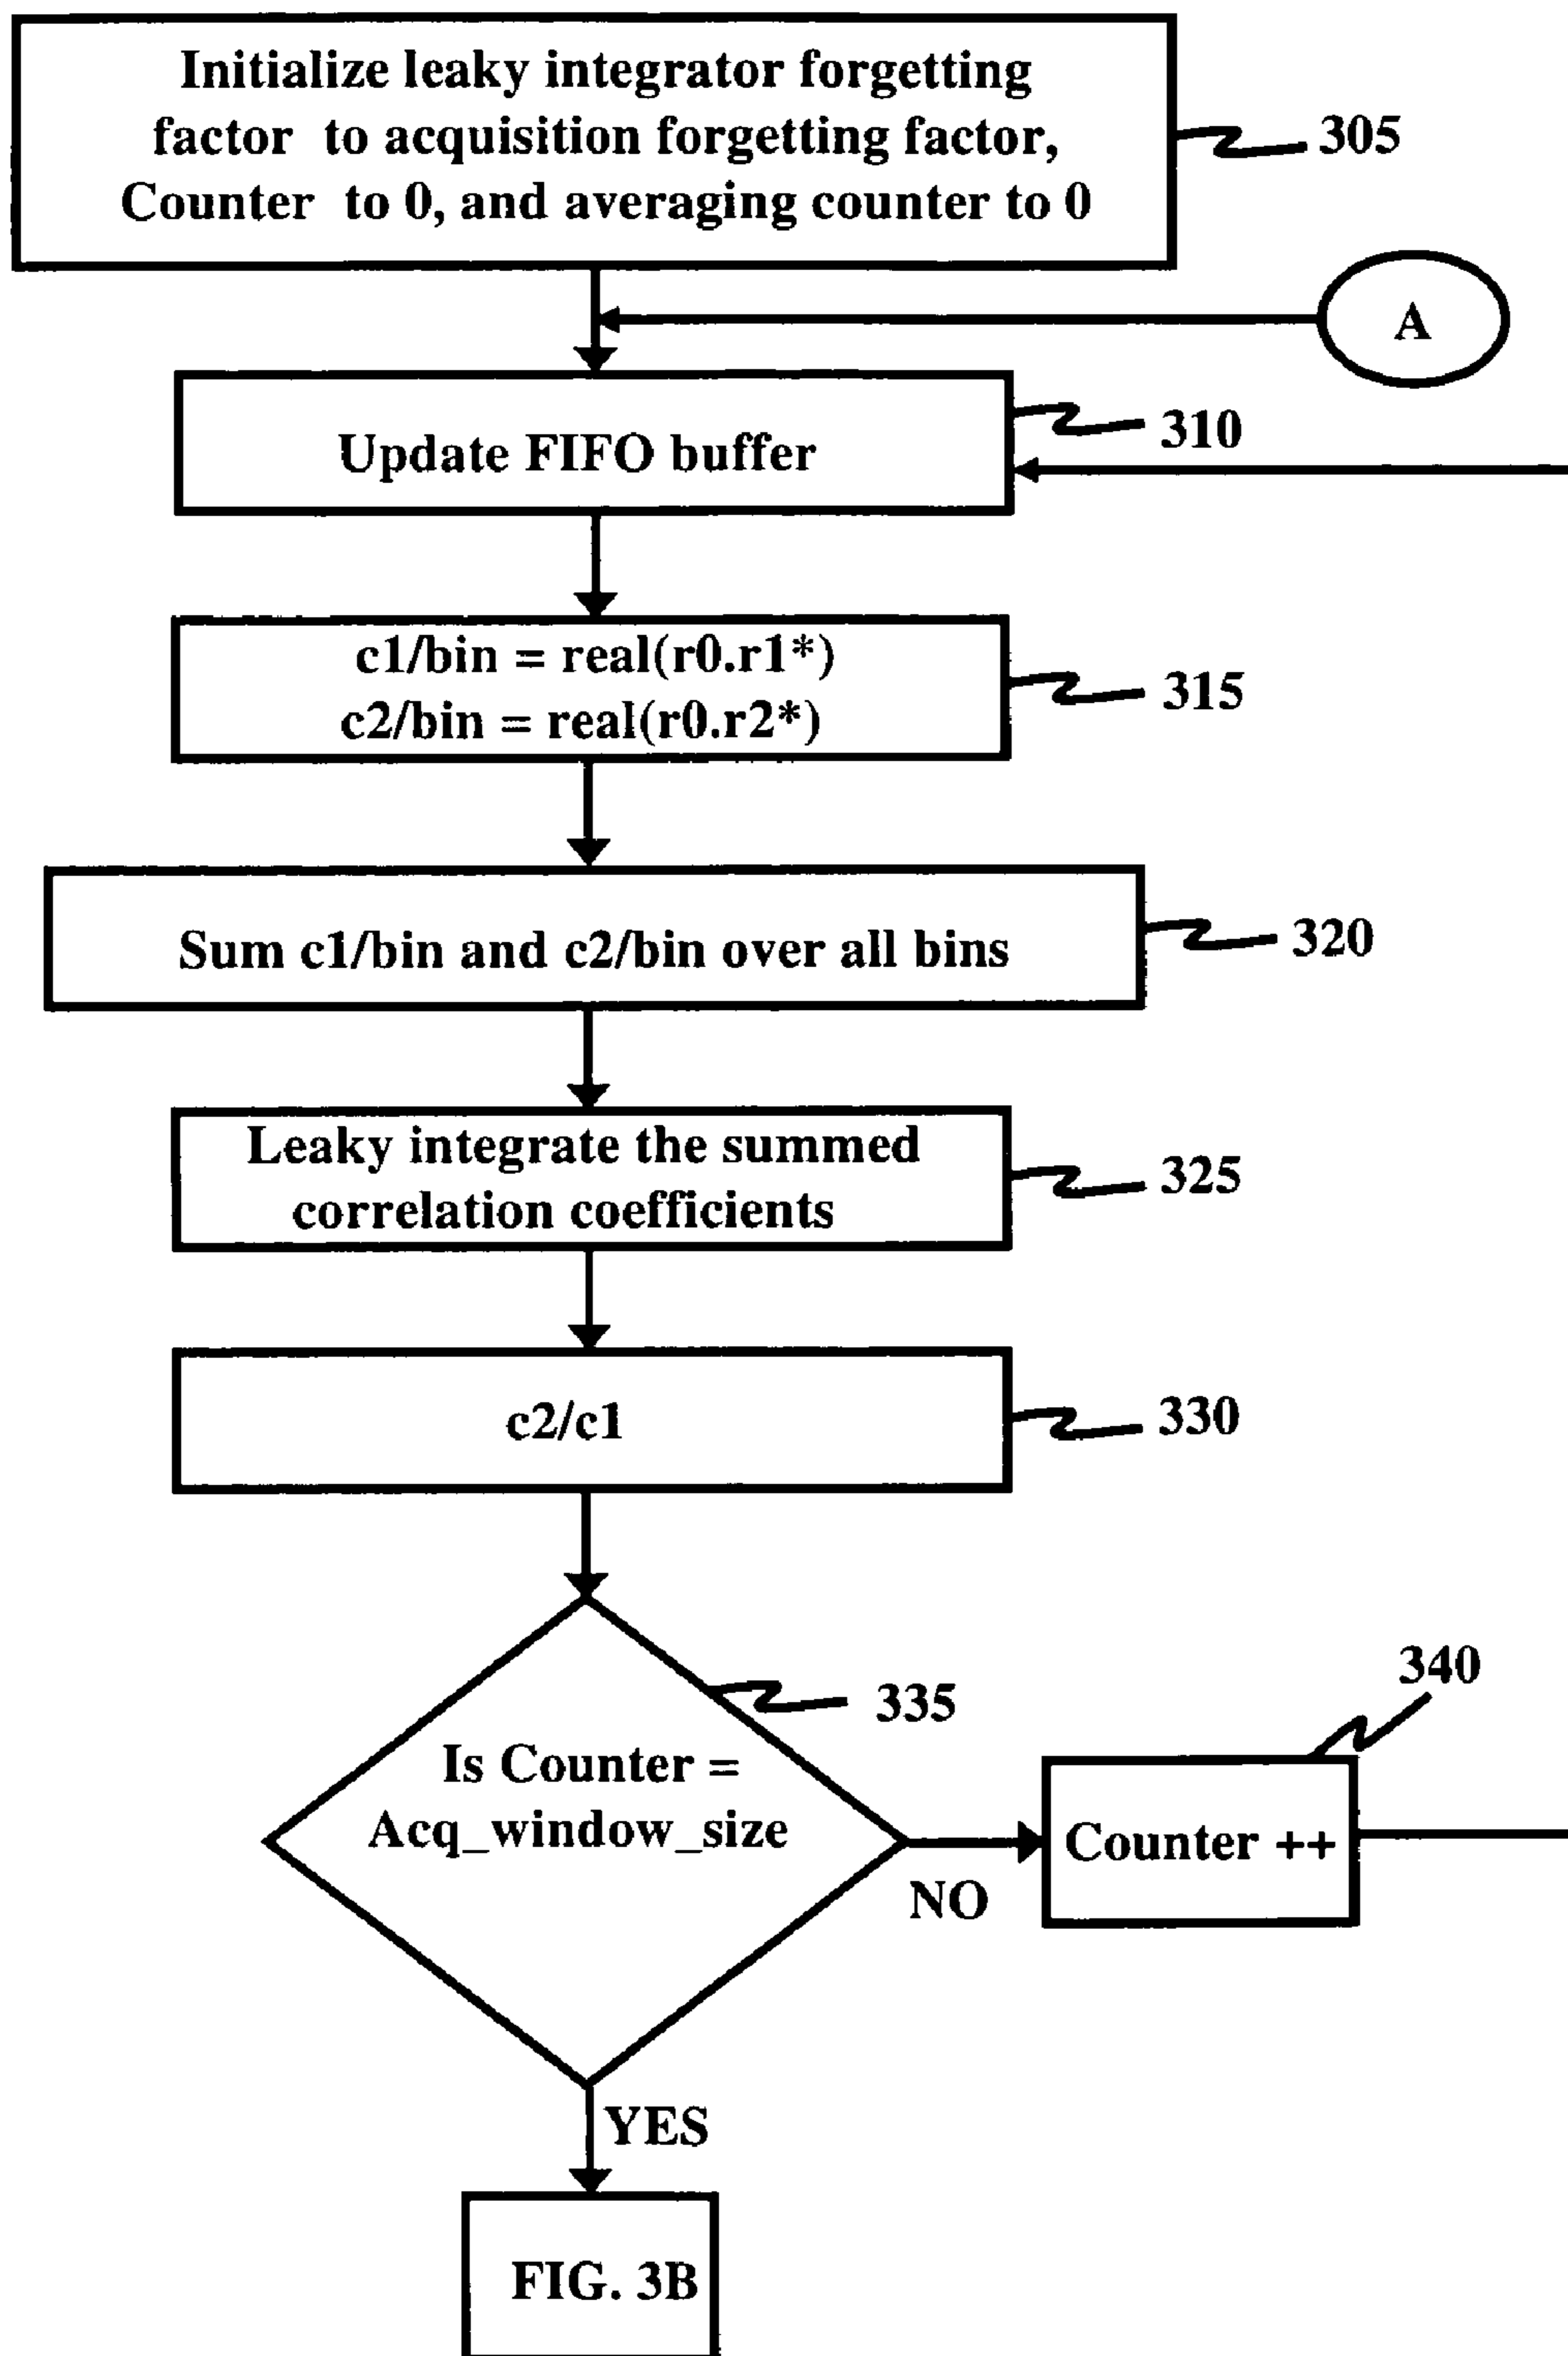 Initialize leaky integrator forgetting
factor to acquisition forgetting factor,
Counter to 0, and averaging counter to 0
305
A
Update FIFO buffer
310
c1/bin = real(r0.r1*)
c2/bin = real(r0.r2*)
315
Sum c1/bin and c2/bin over all bins
320
Leaky integrate the summed
correlation coefficients
325
c2/c1
330
335
Is Counter =
Acq_window_size
340
Counter ++
NO
YES
FIG. 3B